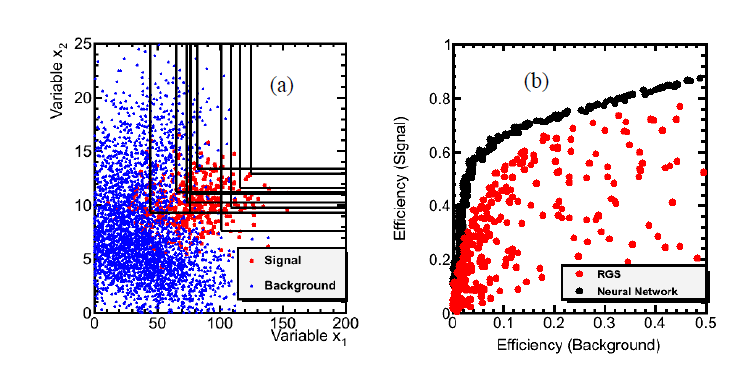 (a)
Variable x2
25
20
15
10
5
0
0 50 100 150 200
Variable x1
Signal
Background
(b)
Efficiency (Signal)
1
0.8
0.6
0.4
0.2
0
0 0.1 0.2 0.3 0.4 0.5
Efficiency (Background)
RGS
Neural Network